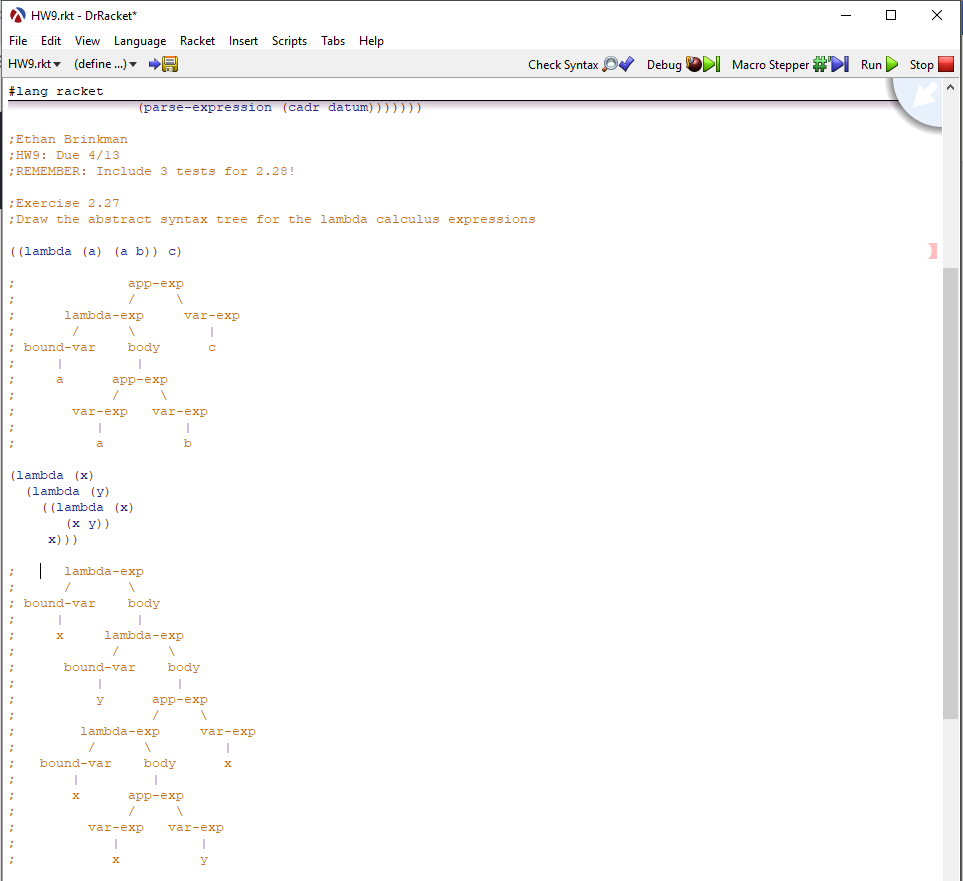 HW9.rkt - DrRacket*
File Edit View Language Racket Insert Scripts Tabs Help
HW9.rkt (define ...) Check Syntax Debug Macro Stepper Run Stop
#lang racket
(parse-expression (cadr datum)))))))
;Ethan Brinkman
;HW9: Due 4/13
;REMEMBER: Include 3 tests for 2.28!
;Exercise 2.27
;Draw the abstract syntax tree for the lambda calculus expressions
((lambda (a) (a b)) c)
;              app-exp
;              /     \
;      lambda-exp     var-exp
;       /      \         |
; bound-var    body      c
;     |         |
;     a      app-exp
;            /     \
;       var-exp   var-exp
;          |          |
;          a          b
(lambda (x)
  (lambda (y)
    ((lambda (x)
       (x y))
     x)))
;      lambda-exp
;      /       \
; bound-var    body
;     |         |
;     x     lambda-exp
;            /      \
;      bound-var    body
;          |         |
;          y      app-exp
;                 /     \
;        lambda-exp     var-exp
;         /      \         |
;   bound-var    body      x
;       |         |
;       x      app-exp
;              /     \
;         var-exp   var-exp
;            |          |
;            x          y